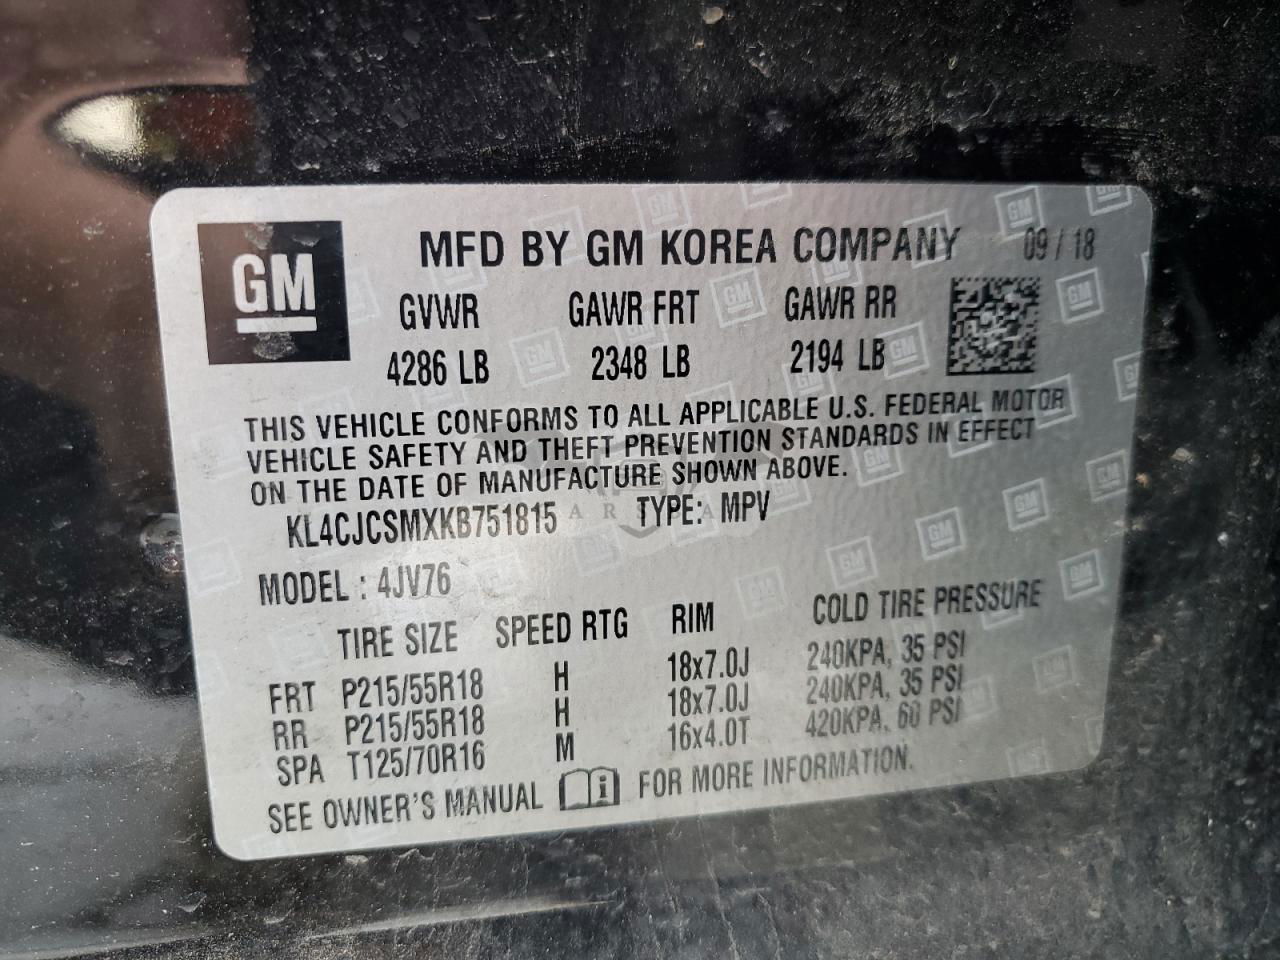 GM
MFD BY GM KOREA COMPANY 09 / 18
GVWR GAWR FRT GAWR RR
4286 LB 2348 LB 2194 LB
THIS VEHICLE CONFORMS TO ALL APPLICABLE U.S. FEDERAL MOTOR
VEHICLE SAFETY AND THEFT PREVENTION STANDARDS IN EFFECT
ON THE DATE OF MANUFACTURE SHOWN ABOVE.
KL4CJCSMXKB751815 TYPE: MPV
MODEL : 4JV76
TIRE SIZE SPEED RTG RIM COLD TIRE PRESSURE
FRT P215/55R18 H 18x7.0J 240KPA, 35 PSI
RR P215/55R18 H 18x7.0J 240KPA, 35 PSI
SPA T125/70R16 M 16x4.0T 420KPA, 60 PSI
SEE OWNER'S MANUAL FOR MORE INFORMATION.